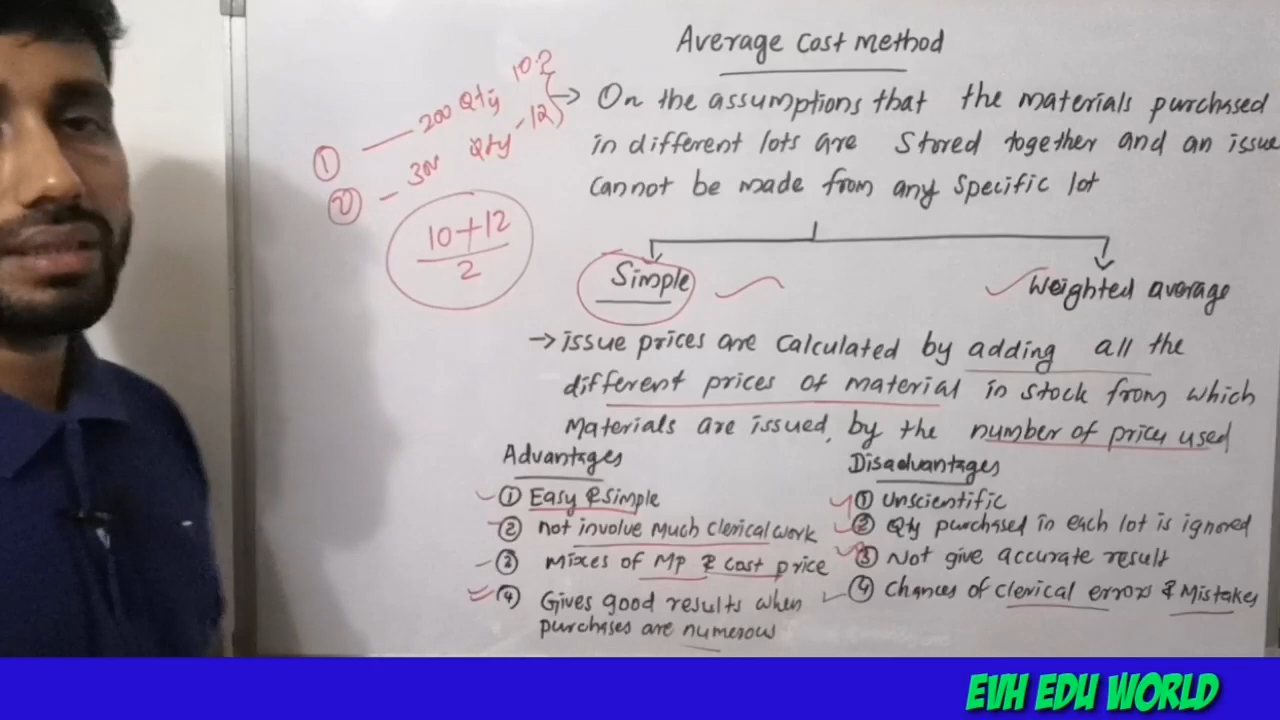 Average Cost Method
① — 200 Qty 10
② - Qty - 12
10+12
2
→ On the assumptions that the materials purchased
in different lots are Stored together and an issue
cannot be made from any specific lot
Simple
Weighted average
→ issue prices are calculated by adding all the
different prices of material in stock from which
Materials are issued, by the number of prices used
Advantages
① Easy & Simple
② not involve Much Clerical work
③ Mixes of MP & Cost price
④ Gives good results when
purchases are numerous
Disadvantages
① Unscientific
② Qty purchased in each lot is ignored
③ Not give accurate result
④ Chances of clerical errors & Mistakes
EVH EDU WORLD